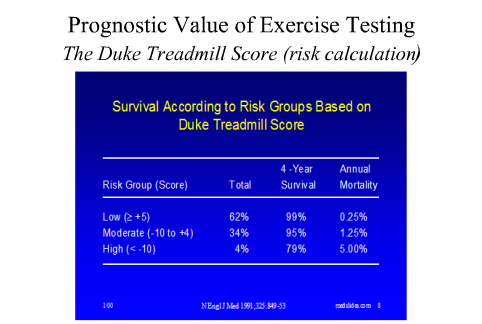 Prognostic Value of Exercise Testing
The Duke Treadmill Score (risk calculation)
Survival According to Risk Groups Based on
Duke Treadmill Score
4 -Year Annual
Risk Group (Score) Total Survival Mortality
Low (≥ +5) 62% 99% 0.25%
Moderate (-10 to +4) 34% 95% 1.25%
High (< -10) 4% 79% 5.00%
1/00 N Engl J Med 1991;325:849-53 medslides.com 8